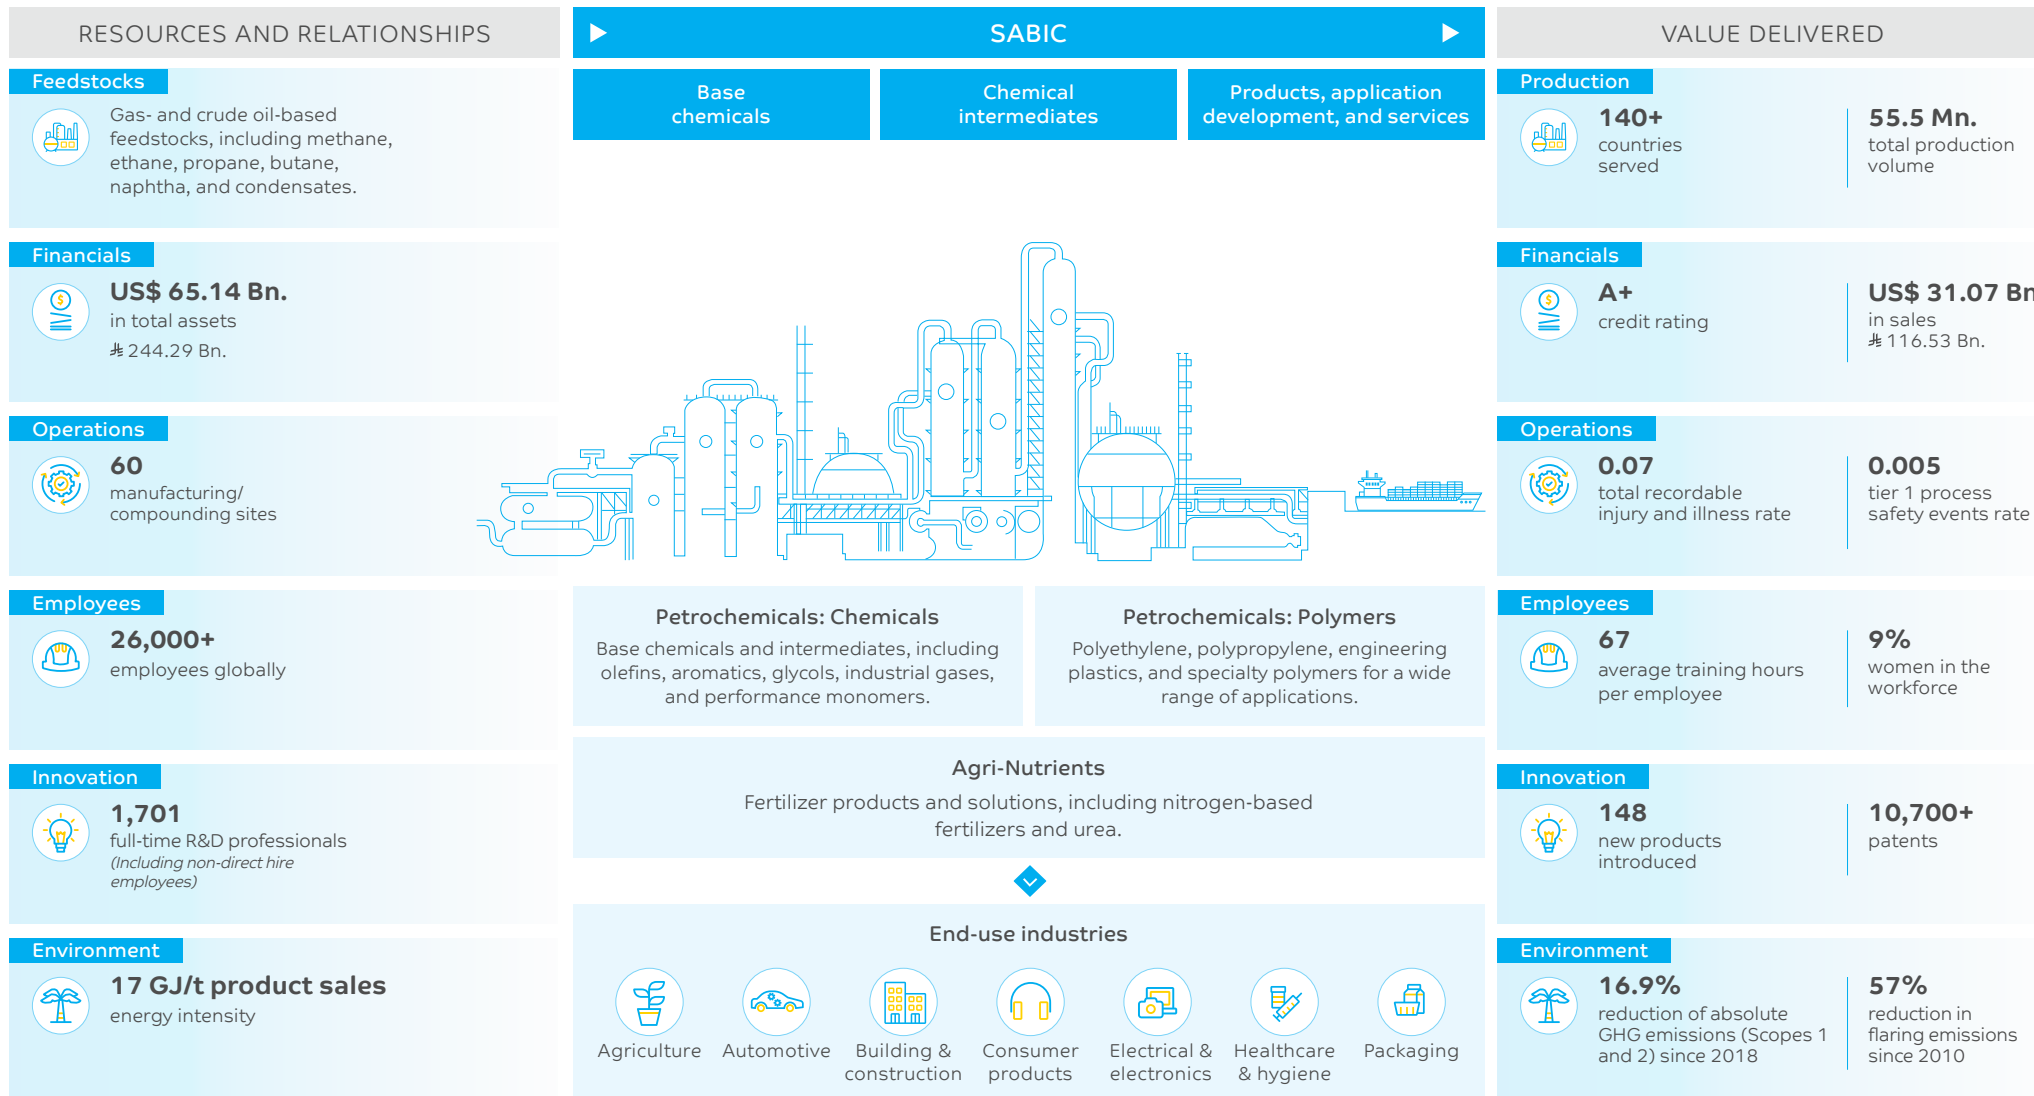 RESOURCES AND RELATIONSHIPS
Feedstocks
Gas- and crude oil-based
feedstocks, including methane,
ethane, propane, butane,
naphtha, and condensates.
Financials
US$ 65.14 Bn.
in total assets
⃁ 244.29 Bn.
Operations
60
manufacturing/
compounding sites
Employees
26,000+
employees globally
Innovation
1,701
full-time R&D professionals
(Including non-direct hire
employees)
Environment
17 GJ/t product sales
energy intensity
SABIC
Base
chemicals
Chemical
intermediates
Products, application
development, and services
Petrochemicals: Chemicals
Base chemicals and intermediates, including
olefins, aromatics, glycols, industrial gases,
and performance monomers.
Petrochemicals: Polymers
Polyethylene, polypropylene, engineering
plastics, and specialty polymers for a wide
range of applications.
Agri-Nutrients
Fertilizer products and solutions, including nitrogen-based
fertilizers and urea.
End-use industries
Agriculture
Automotive
Building &
construction
Consumer
products
Electrical &
electronics
Healthcare
& hygiene
Packaging
VALUE DELIVERED
Production
140+
countries
served
55.5 Mn.
total production
volume
Financials
A+
credit rating
US$ 31.07 Bn
in sales
⃁ 116.53 Bn.
Operations
0.07
total recordable
injury and illness rate
0.005
tier 1 process
safety events rate
Employees
67
average training hours
per employee
9%
women in the
workforce
Innovation
148
new products
introduced
10,700+
patents
Environment
16.9%
reduction of absolute
GHG emissions (Scopes 1
and 2) since 2018
57%
reduction in
flaring emissions
since 2010